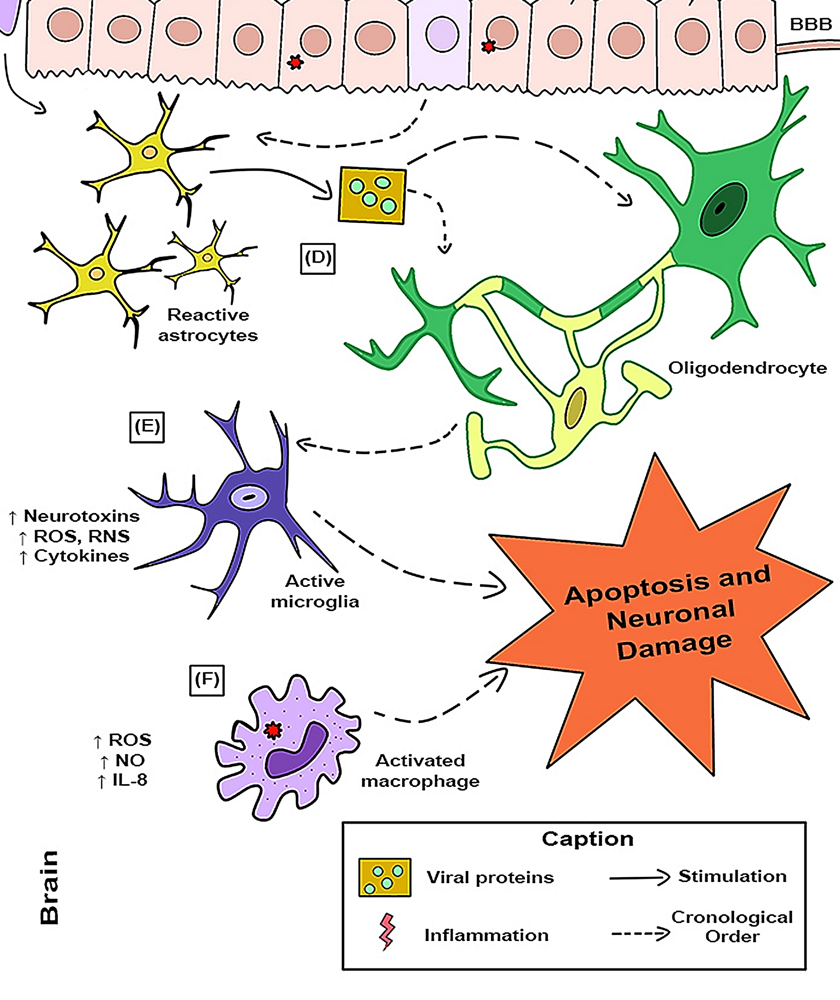 BBB
(D)
Reactive
astrocytes
Oligodendrocyte
(E)
↑ Neurotoxins
↑ ROS, RNS
↑ Cytokines
Active
microglia
Apoptosis and
Neuronal
Damage
(F)
↑ ROS
↑ NO
↑ IL-8
Activated
macrophage
Brain
Caption
Viral proteins
Stimulation
Inflammation
Cronological
Order